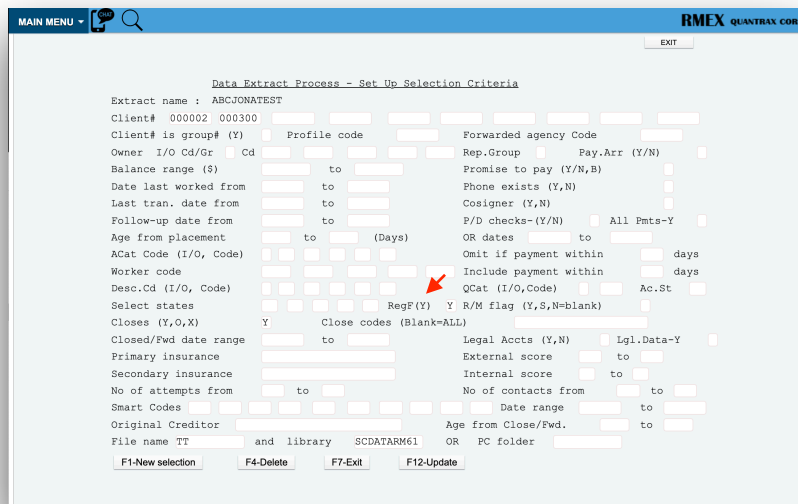 MAIN MENU CHAT RMEX QUANTRAX COR
EXIT
Data Extract Process - Set Up Selection Criteria
Extract name : ABCJONATEST
Client# 000002 000300
Client# is group# (Y) Profile code Forwarded agency Code
Owner I/O Cd/Gr Cd Rep.Group Pay.Arr (Y/N)
Balance range ($) to Promise to pay (Y/N,B)
Date last worked from to Phone exists (Y,N)
Last tran. date from to Cosigner (Y,N)
Follow-up date from to P/D checks-(Y/N) All Pmts-Y
Age from placement to (Days) OR dates to
ACat Code (I/O, Code) Omit if payment within days
Worker code Include payment within days
Desc.Cd (I/O, Code) QCat (I/O,Code) Ac.St
Select states RegF(Y) Y R/M flag (Y,S,N=blank)
Closes (Y,O,X) Y Close codes (Blank=ALL)
Closed/Fwd date range to Legal Accts (Y,N) Lgl.Data-Y
Primary insurance External score to
Secondary insurance Internal score to
No of attempts from to No of contacts from to
Smart Codes Date range to
Original Creditor Age from Close/Fwd. to
File name TT and library SCDATARM61 OR PC folder
F1-New selection F4-Delete F7-Exit F12-Update